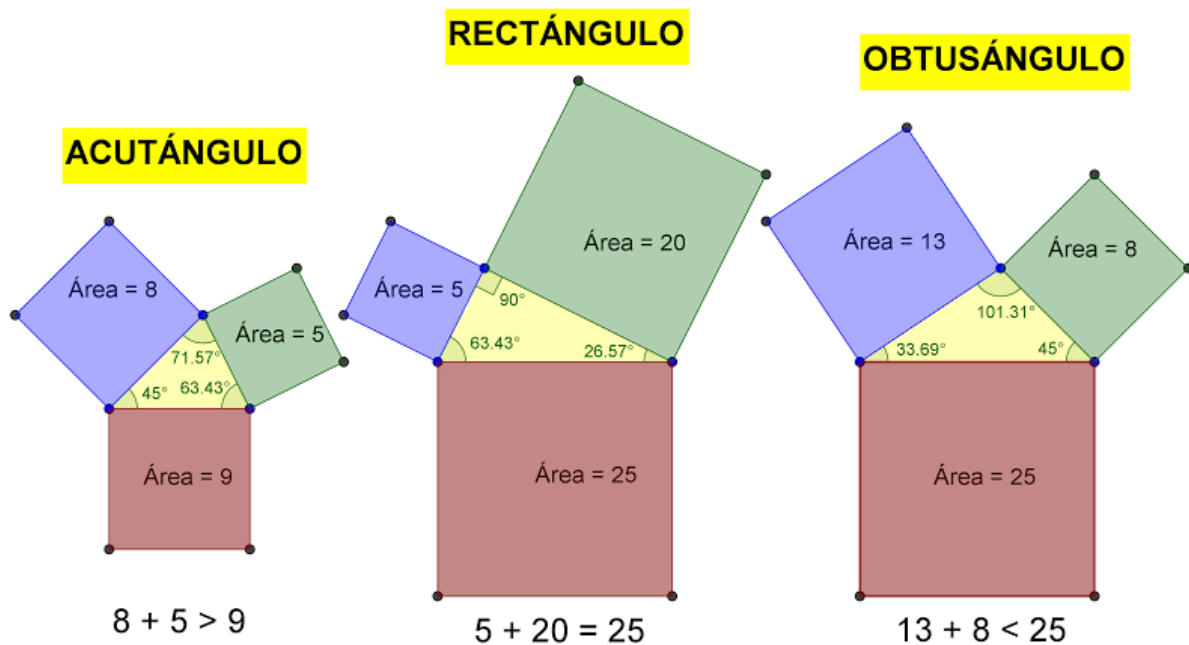 ACUTÁNGULO
Área = 8
Área = 5
71.57°
45°
63.43°
Área = 9
8 + 5 > 9
RECTÁNGULO
Área = 20
Área = 5
90°
63.43°
26.57°
Área = 25
5 + 20 = 25
OBTUSÁNGULO
Área = 13
Área = 8
101.31°
33.69°
45°
Área = 25
13 + 8 < 25